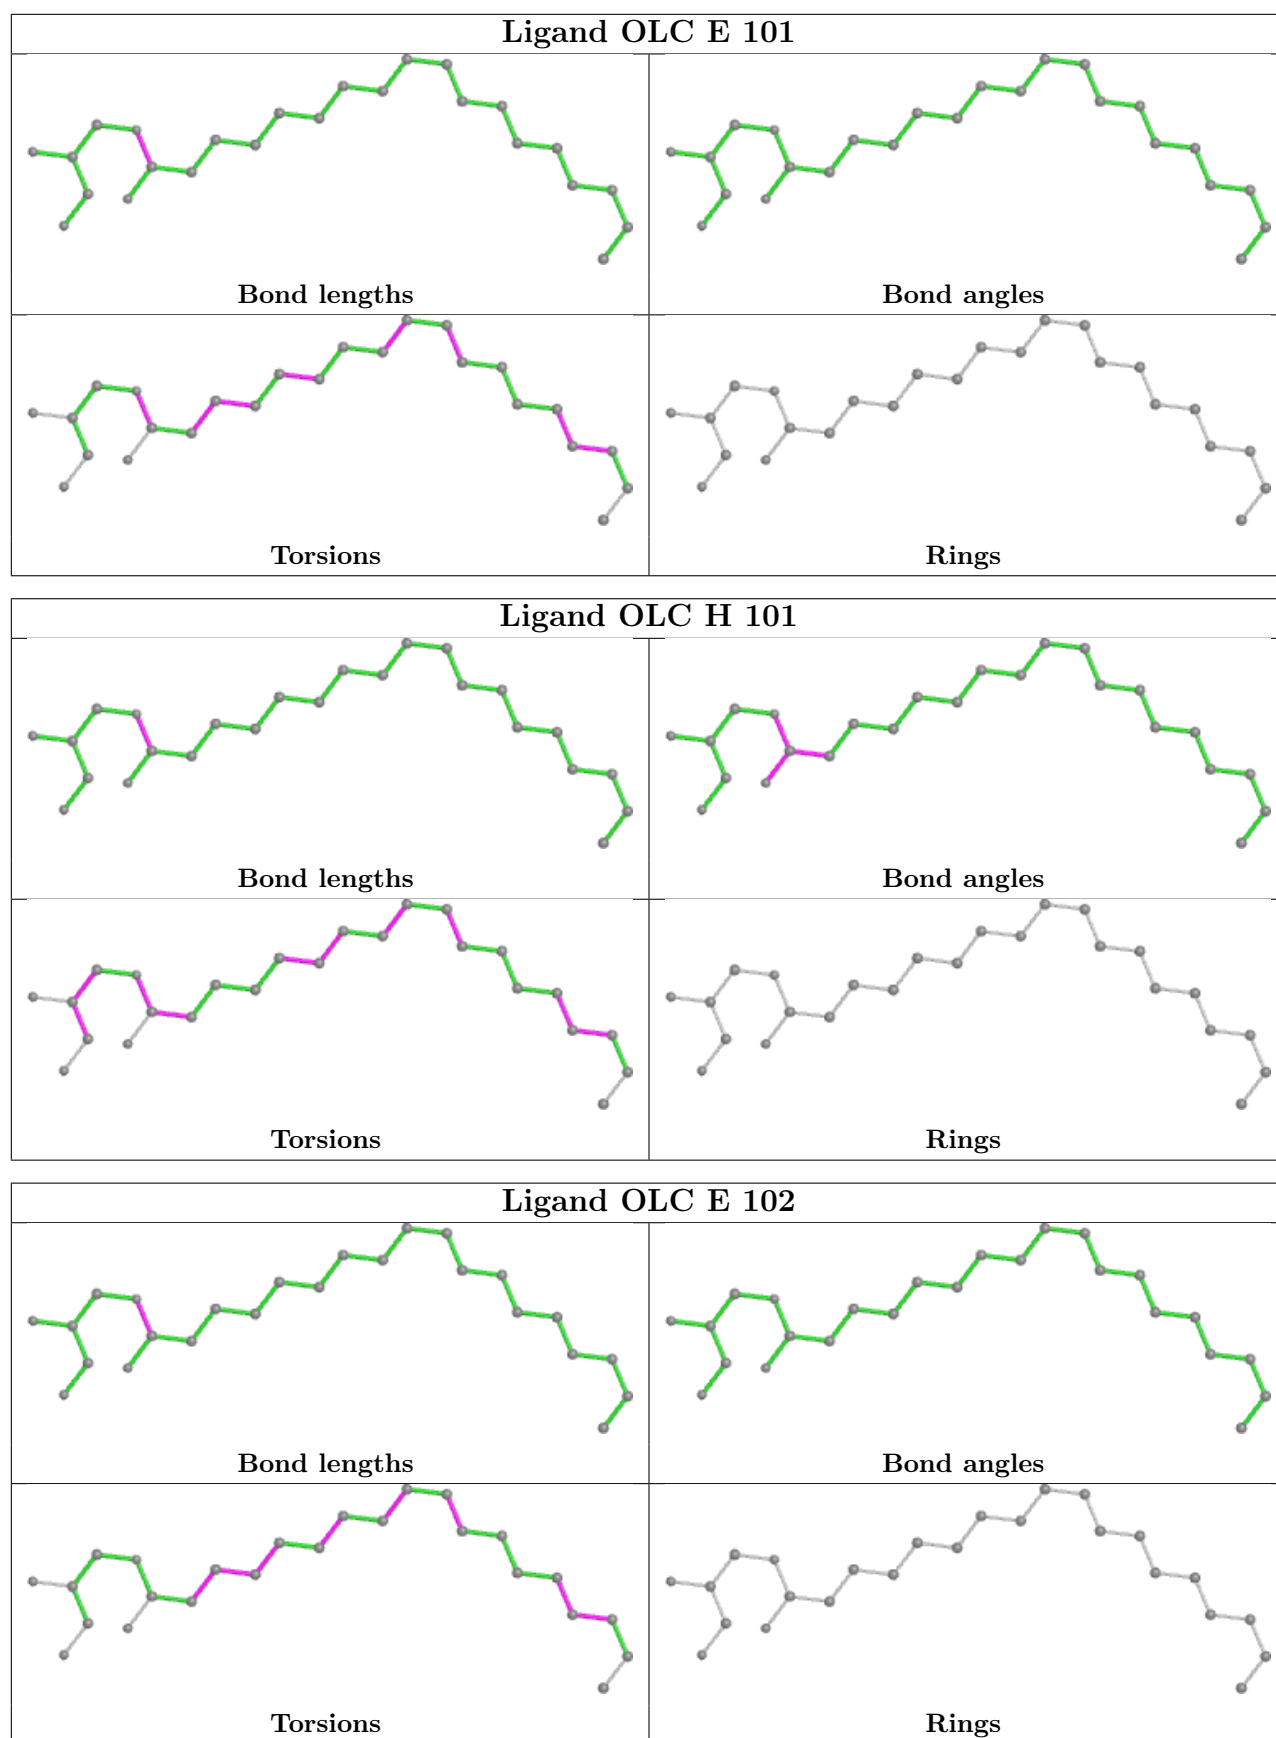 Ligand OLC E 101
Bond lengths
Bond angles
Torsions
Rings
Ligand OLC H 101
Bond lengths
Bond angles
Torsions
Rings
Ligand OLC E 102
Bond lengths
Bond angles
Torsions
Rings